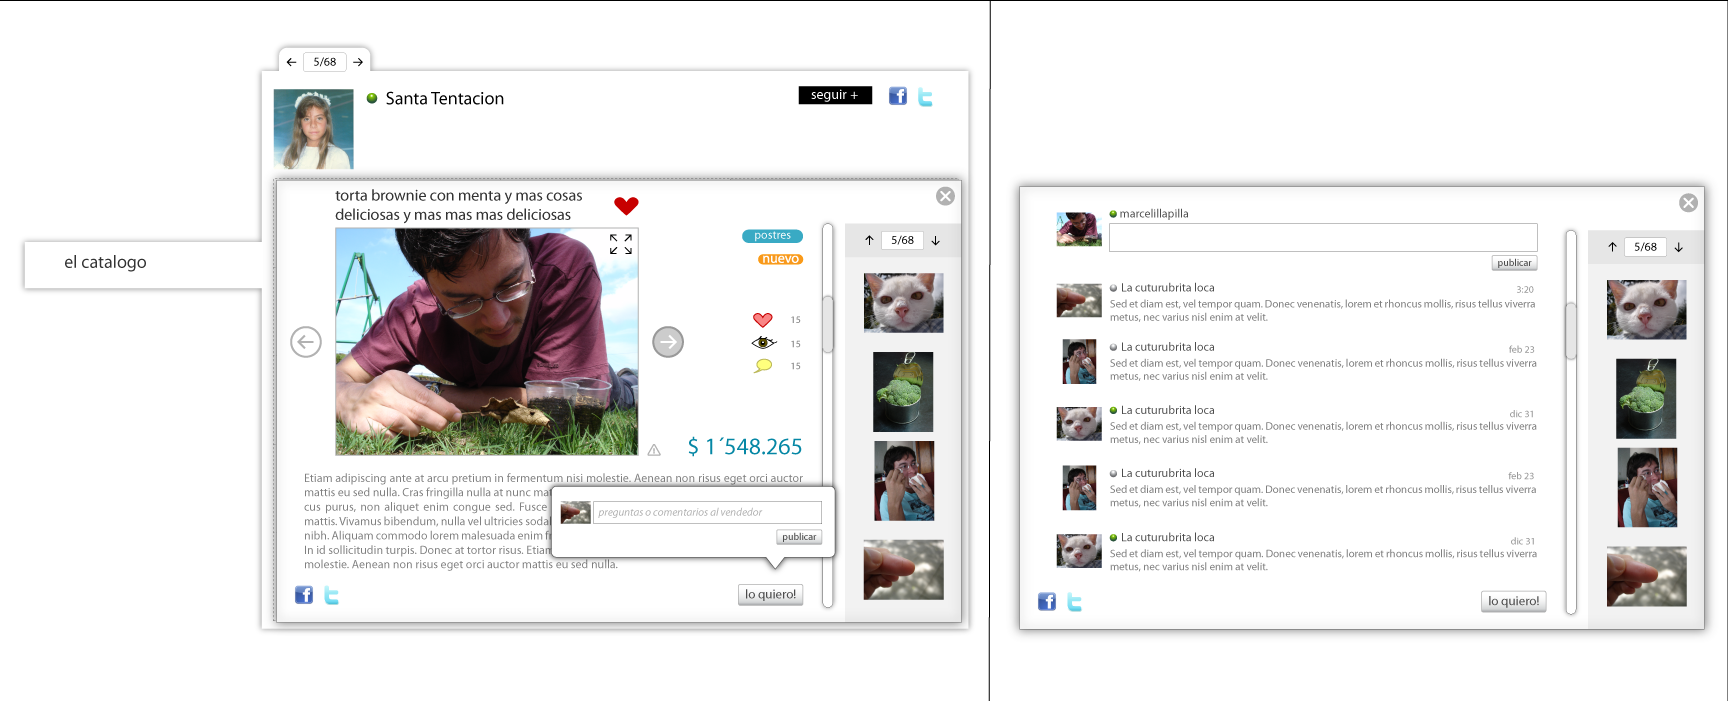 5/68
Santa Tentacion
seguir +
el catalogo
torta brownie con menta y mas cosas
deliciosas y mas mas mas deliciosas
postres
nuevo
15
15
15
$ 1´548.265
5/68
Etiam adipiscing ante at arcu pretium in fermentum nisi molestie. Aenean non risus eget orci auctor
mattis eu sed nulla. Cras fringilla nulla at nunc
cus purus, non aliquet enim congue sed. Fusce
mattis. Vivamus bibendum, nulla vel ultricies
nibh. Aliquam commodo lorem malesuada enim
In id sollicitudin turpis. Donec at tortor risus.
molestie. Aenean non risus eget orci auctor mattis eu sed nulla.
preguntas o comentarios al vendedor
publicar
lo quiero!
marcelillapilla
publicar
La cuturubrita loca
3:20
Sed et diam est, vel tempor quam. Donec venenatis, lorem et rhoncus mollis, risus tellus viverra
metus, nec varius nisl enim at velit.
La cuturubrita loca
feb 23
Sed et diam est, vel tempor quam. Donec venenatis, lorem et rhoncus mollis, risus tellus viverra
metus, nec varius nisl enim at velit.
La cuturubrita loca
dic 31
Sed et diam est, vel tempor quam. Donec venenatis, lorem et rhoncus mollis, risus tellus viverra
metus, nec varius nisl enim at velit.
La cuturubrita loca
feb 23
Sed et diam est, vel tempor quam. Donec venenatis, lorem et rhoncus mollis, risus tellus viverra
metus, nec varius nisl enim at velit.
La cuturubrita loca
dic 31
Sed et diam est, vel tempor quam. Donec venenatis, lorem et rhoncus mollis, risus tellus viverra
metus, nec varius nisl enim at velit.
lo quiero!
5/68